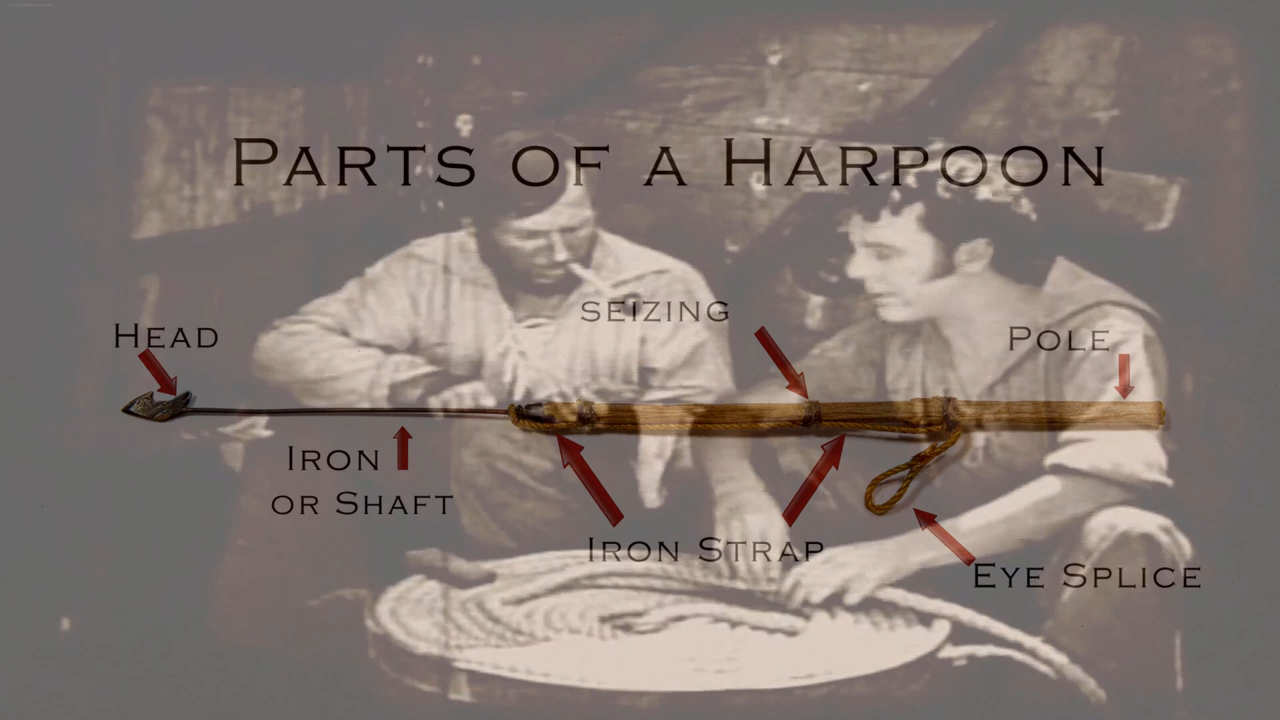 Parts of a Harpoon
seizing
Head
Pole
Iron
or Shaft
Iron Strap
Eye Splice